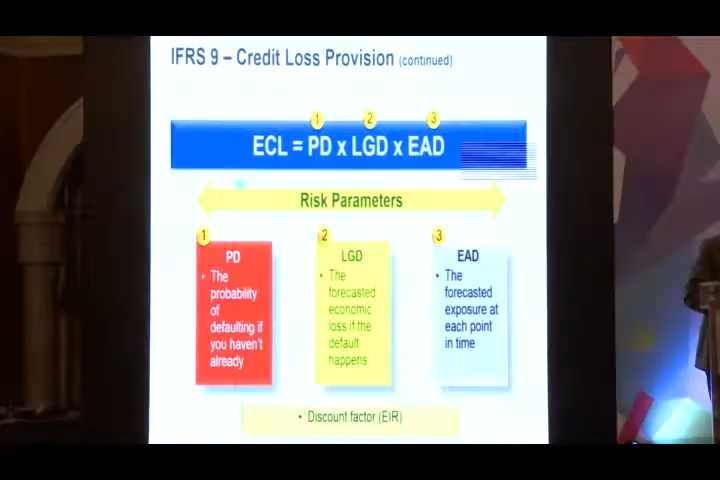 IFRS 9 – Credit Loss Provision (continued)
1 2 3
ECL = PD x LGD x EAD
Risk Parameters
1
PD
• The
probability
of
defaulting if
you haven't
already
2
LGD
• The
forecasted
economic
loss if the
default
happens
3
EAD
• The
forecasted
exposure at
each point
in time
• Discount factor (EIR)